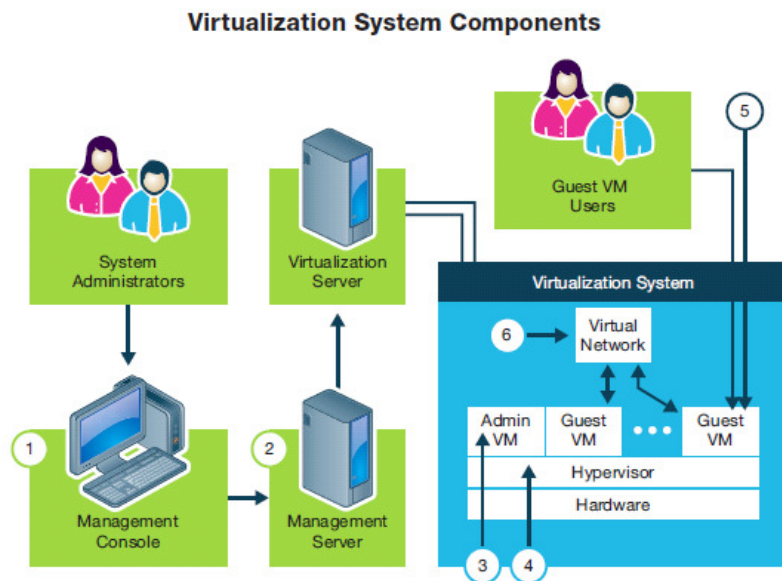 Virtualization System Components
5
Guest VM
Users
System
Administrators
Virtualization
Server
Virtualization System
6
Virtual
Network
Admin
VM
Guest
VM
Guest
VM
1
2
Hypervisor
Hardware
Management
Console
Management
Server
3
4